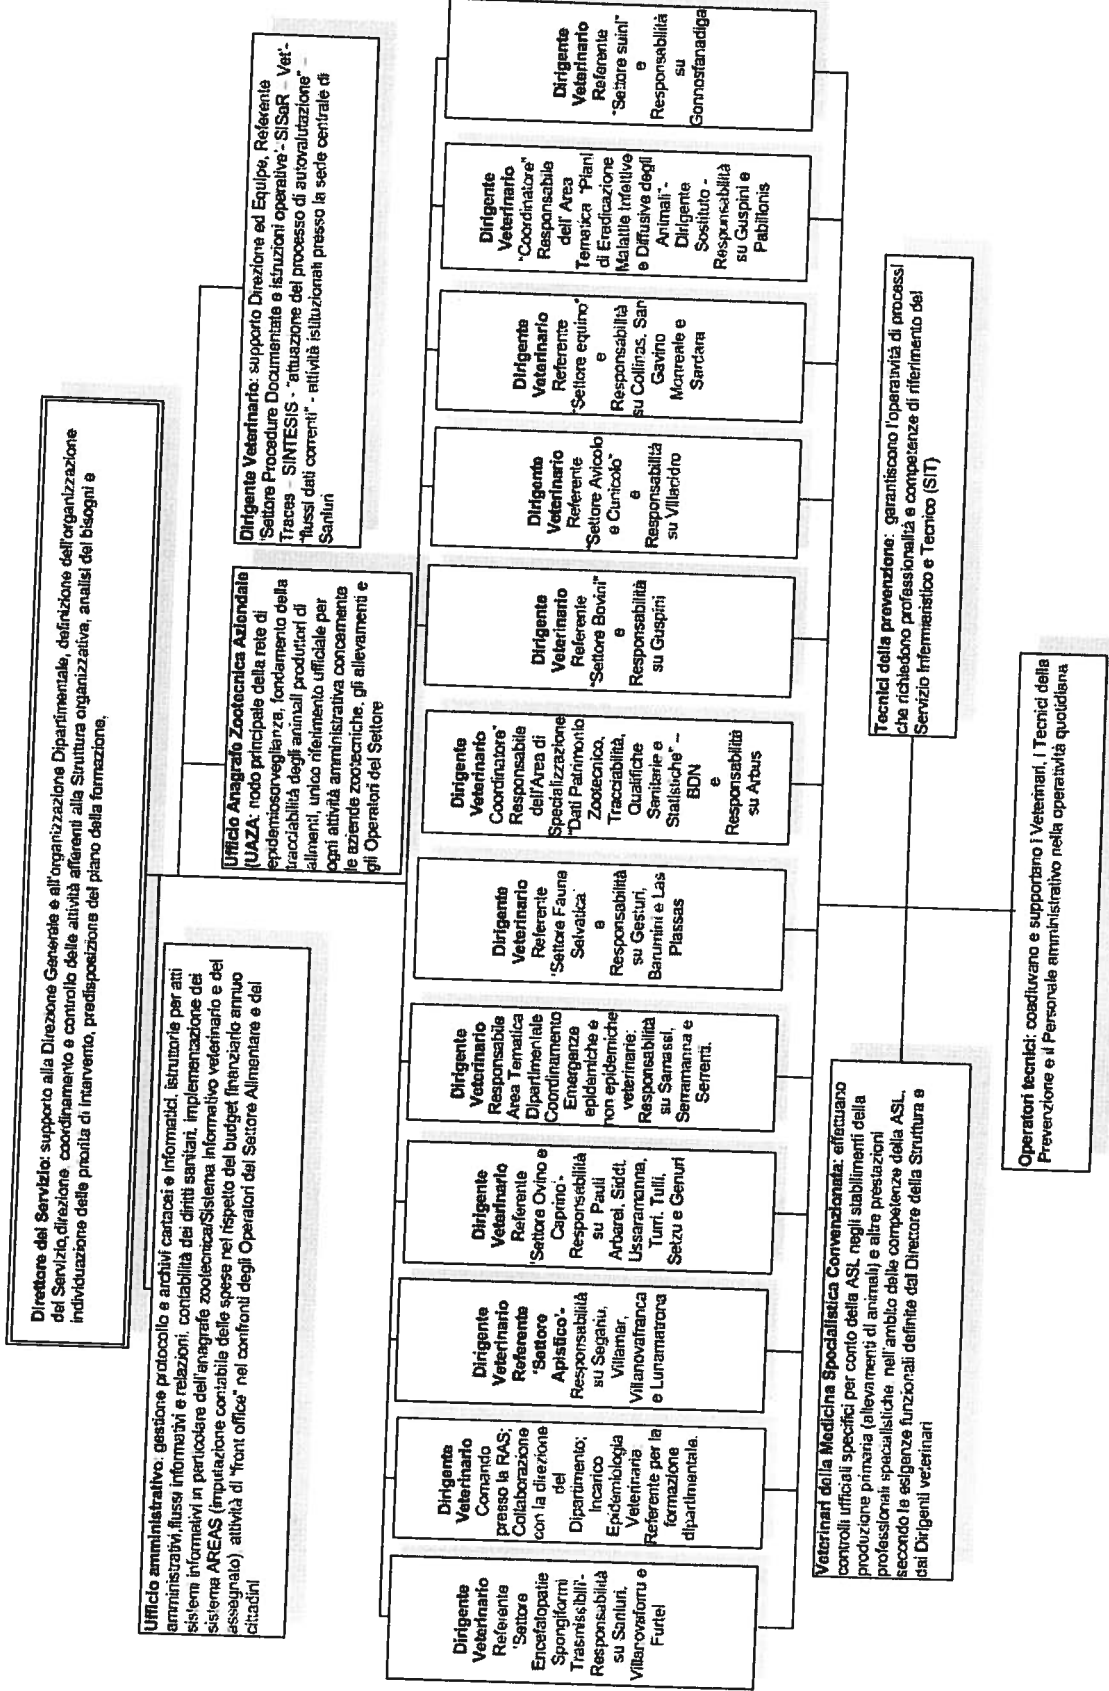 Direttore del Servizio: supporto alla Direzione Generale e all'organizzazione Dipartimentale, definizione dell'organizzazione
del Servizio,direzione, coordinamento e controllo delle attività afferenti alla Struttura organizzativa, analisi dei bisogni e
individuazione delle priorità di intervento, predisposizione del piano della formazione,
Ufficio amministrativo: gestione protocollo e archivi cartacei e informatici, istruttorie per atti
amministrativi,flussi informativi e relazioni, contabilità dei diritti sanitari, implementazione dei
sistemi informativi in particolare dell'anagrafe zootecnica/Sistema Informativo veterinario e del
sistema AREAS (imputazione contabile delle spese nel rispetto del budget finanziario annuo
assegnato), attività di "front office" nei confronti degli Operatori del Settore Alimentare e dei
cittadini
Ufficio Anagrafe Zootecnica Aziendale
(UAZA: nodo principale della rete di
epidemiosorveglianza, fondamento della
tracciabilità degli animali produttori di
alimenti, unico riferimento ufficiale per
ogni attività amministrativa concernente
le aziende zootecniche, gli allevamenti e
gli Operatori del Settore
Dirigente Veterinario: supporto Direzione ed Equipe, Referente
'Settore Procedure Documentate e istruzioni operative'- SISaR – Vet'-
Traces – SINTESIS - "attuazione del processo di autovalutazione" –
"flussi dati correnti" - attività istituzionali presso la sede centrale di
Sanluri
Dirigente
Veterinario
Referente
'Settore
Encefalopatie
Spongiformi
Trasmissibili'-
Responsabilità
su Sanluri,
Villanovaforru e
Furtei
Dirigente
Veterinario
Comando
presso la RAS;
Collaborazione
con la direzione
del
Dipartimento;
Incarico
Epidemiologia
Veterinaria
Referente per la
formazione
dipartimentale.
Dirigente
Veterinario
Referente
'Settore
Apistico'-
Responsabilità
su Segariu,
Villamar,
Villanovafranca
e Lunamatrona
Dirigente
Veterinario
Referente
'Settore Ovino e
Caprino'-
Responsabilità
su Pauli
Arbarei, Siddi,
Ussaramanna,
Turri, Tuili,
Setzu e Genuri
Dirigente
Veterinario
Responsabile
Area Tematica
Dipartimentale
Coordinamento
Emergenze
epidemiche e
non epidemiche
veterinarie:
Responsabilità
su Samassi,
Serramanna e
Serrenti.
Dirigente
Veterinario
Referente
'Settore Fauna
Selvatica'
e
Responsabilità
su Gesturi,
Barumini e Las
Plassas
Dirigente
Veterinario
Coordinatore"
Responsabile
dell'Area di
Specializzazione
"Dati Patrimonio
Zootecnico,
Tracciabilità,
Qualifiche
Sanitarie e
Statistiche" –
BDN
e
Responsabilità
su Arbus
Dirigente
Veterinario
Referente
"Settore Bovini"
e
Responsabilità
su Guspini
Dirigente
Veterinario
Referente
"Settore Avicolo
e Cunicolo"
e
Responsabilità
su Villacidro
Dirigente
Veterinario
Referente
"Settore equino"
e
Responsabilità
su Collinas, San
Gavino
Monreale e
Sardara
Dirigente
Veterinario
"Coordinatore"
Responsabile
dell' Area
Tematica "Piani
di Eradicazione
Malattie Infettive
e Diffusive degli
Animali"-
Dirigente
Sostituto -
Responsabilità
su Guspini e
Pabillonis
Dirigente
Veterinario
Referente
"Settore suini"
e
Responsabilità
su
Gonnosfanadiga
Veterinari della Medicina Specialistica Convenzionata: effettuano
controlli ufficiali specifici per conto della ASL negli stabilimenti della
produzione primaria (allevamenti di animali) e altre prestazioni
professionali specialistiche, nell'ambito delle competenze della ASL,
secondo le esigenze funzionali definite dal Direttore della Struttura e
dai Dirigenti veterinari
Tecnici della prevenzione: garantiscono l'operatività di processi
che richiedono professionalità e competenze di riferimento del
Servizio Infermieristico e Tecnico (SIT)
Operatori tecnici: coadiuvano e supportano i Veterinari, i Tecnici della
Prevenzione e il Personale amministrativo nella operatività quotidiana